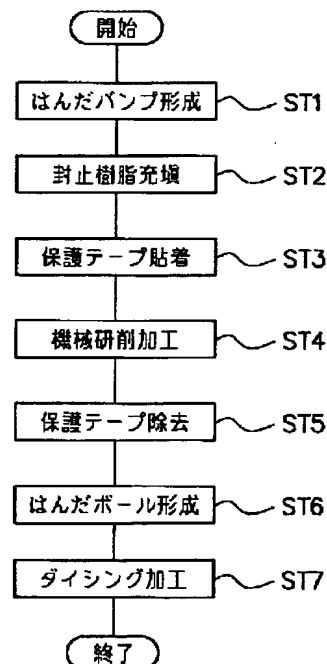 開始
はんだバンプ形成 ST1
封止樹脂充塡 ST2
保護テープ貼着 ST3
機械研削加工 ST4
保護テープ除去 ST5
はんだボール形成 ST6
ダイシング加工 ST7
終了